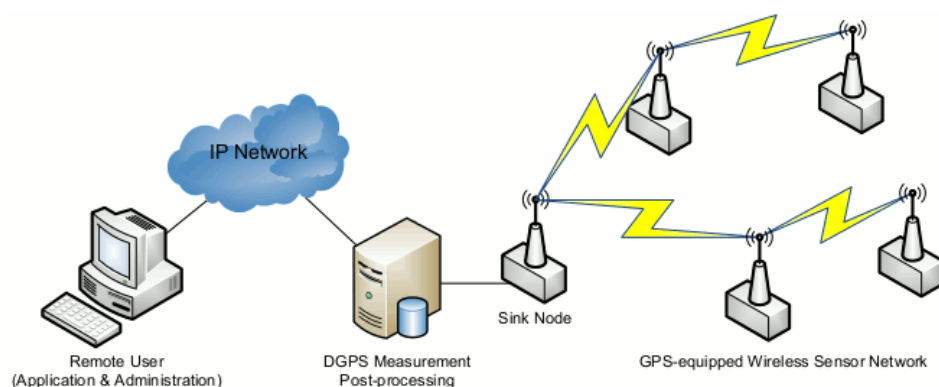 IP Network
Sink Node
Remote User
(Application & Administration)
DGPS Measurement
Post-processing
GPS-equipped Wireless Sensor Network